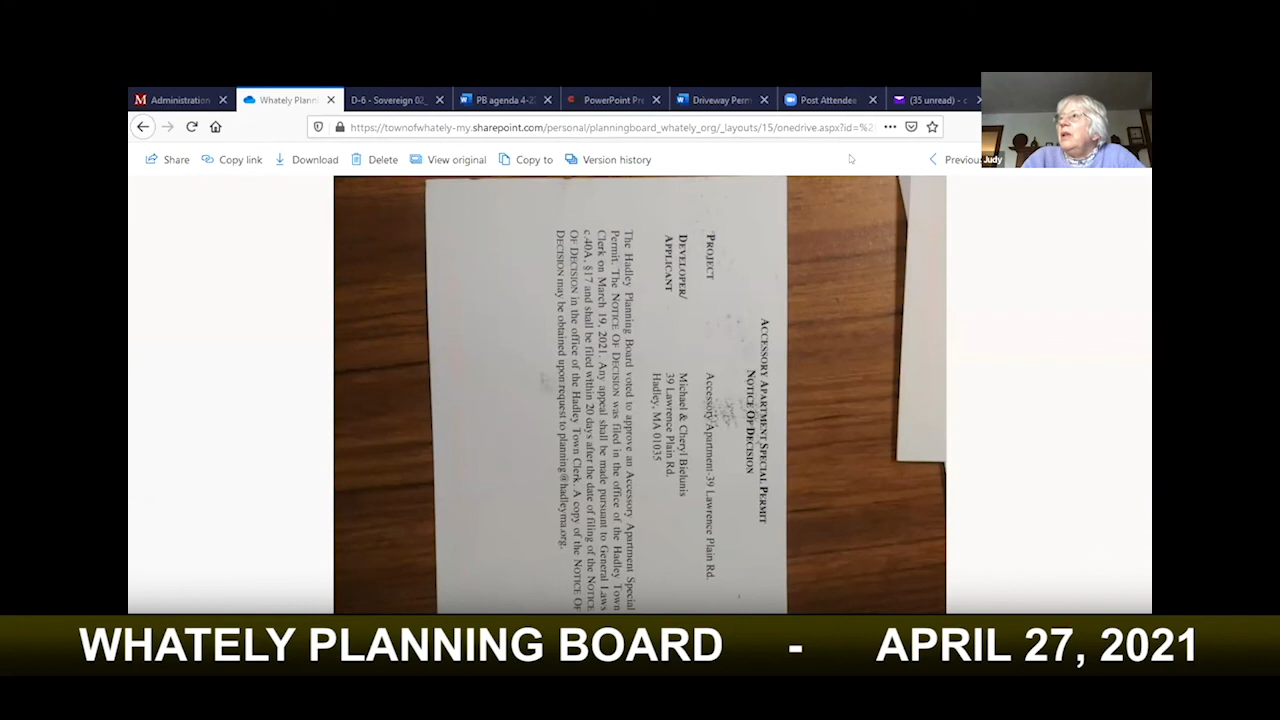 Administration
Whately Plann
D-6 - Sovereign 02_
PB agenda 4-2
PowerPoint Pre
Driveway Perm
Post Attendee
(35 unread) - c
https://townofwhately-my.sharepoint.com/personal/planningboard_whately_org/_layouts/15/onedrive.aspx?id=%2
Share
Copy link
Download
Delete
View original
Copy to
Version history
Previou
Judy
ACCESSORY APARTMENT SPECIAL PERMIT
NOTICE OF DECISION
PROJECT Accessory Apartment-39 Lawrence Plain Rd.
DEVELOPER/ Michael & Cheryl Bielunis
APPLICANT 39 Lawrence Plain Rd.
Hadley, MA 01035
The Hadley Planning Board voted to approve an Accessory Apartment Special
Permit. The NOTICE OF DECISION was filed in the office of the Hadley Town
Clerk on March 19, 2021. Any appeal shall be made pursuant to General Laws
c.40A, §17 and shall be filed within 20 days after the date of filing of the NOTICE
OF DECISION in the office of the Hadley Town Clerk. A copy of the NOTICE OF
DECISION may be obtained upon request to planning@hadleyma.org.
WHATELY PLANNING BOARD - APRIL 27, 2021